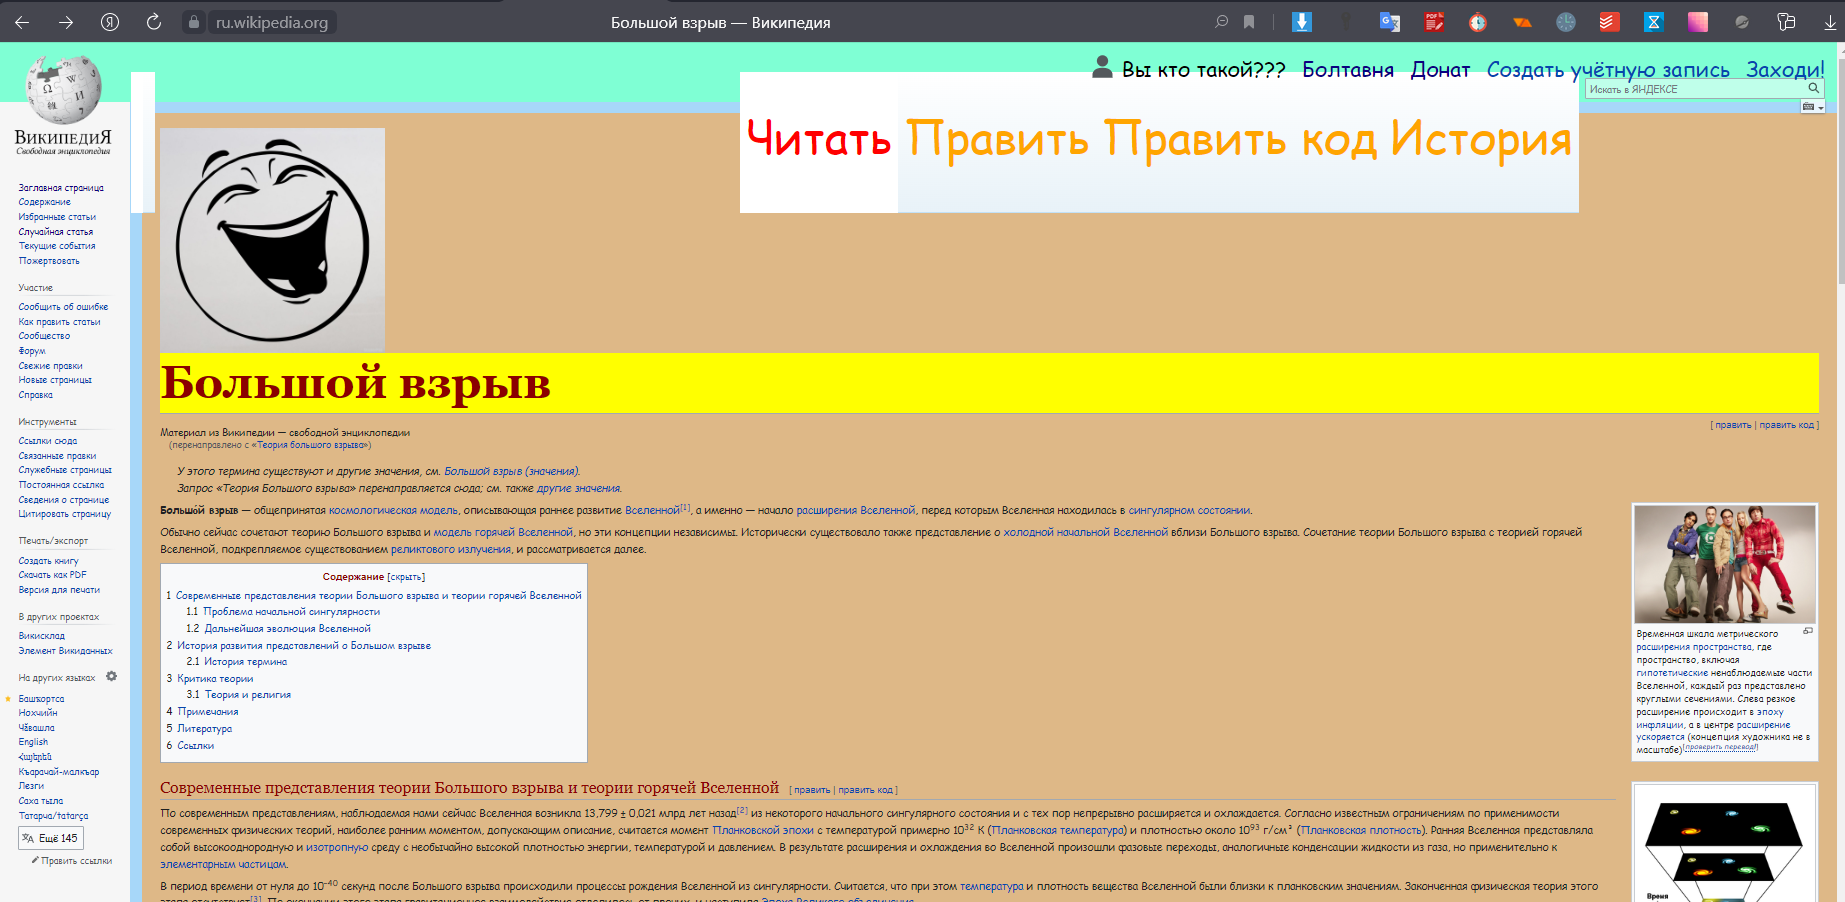 ru.wikipedia.org
Большой взрыв — Википедия
ВикипедиЯ
Свободная энциклопедия
Вы кто такой??? Болтавня Донат Создать учётную запись Заходи!
Искать в ЯНДЕКСЕ
Читать Править Править код История
Заглавная страница
Содержание
Избранные статьи
Случайная статья
Текущие события
Пожертвовать
Участие
Сообщить об ошибке
Как править статьи
Сообщество
Форум
Свежие правки
Новые страницы
Справка
Инструменты
Ссылки сюда
Связанные правки
Служебные страницы
Постоянная ссылка
Сведения о странице
Цитировать страницу
Печать/экспорт
Создать книгу
Скачать как PDF
Версия для печати
В других проектах
Викисклад
Элемент Викиданных
На других языках
Башҡортса
Нохчийн
Чӑвашла
English
Հայերեն
Къарачай-малкъар
Лезги
Саха тыла
Татарча/tatarça
Ещё 145
Править ссылки
Большой взрыв
[ править | править код ]
Материал из Википедии — свободной энциклопедии
(перенаправлено с «Теория большого взрыва»)
У этого термина существуют и другие значения, см. Большой взрыв (значения).
Запрос «Теория Большого взрыва» перенаправляется сюда; см. также другие значения.
Большо́й взрыв — общепринятая космологическая модель, описывающая раннее развитие Вселенной[1], а именно — начало расширения Вселенной, перед которым Вселенная находилась в сингулярном состоянии.
Обычно сейчас сочетают теорию Большого взрыва и модель горячей Вселенной, но эти концепции независимы. Исторически существовало также представление о холодной начальной Вселенной вблизи Большого взрыва. Сочетание теории Большого взрыва с теорией горячей
Вселенной, подкрепляемое существованием реликтового излучения, и рассматривается далее.
Содержание [скрыть]
1 Современные представления теории Большого взрыва и теории горячей Вселенной
1.1 Проблема начальной сингулярности
1.2 Дальнейшая эволюция Вселенной
2 История развития представлений о Большом взрыве
2.1 История термина
3 Критика теории
3.1 Теория и религия
4 Примечания
5 Литература
6 Ссылки
Временная шкала метрического
расширения пространства, где
пространство, включая
гипотетические ненаблюдаемые части
Вселенной, каждый раз представлено
круглыми сечениями. Слева резкое
расширение происходит в эпоху
инфляции, а в центре расширение
ускоряется (концепция художника не в
масштабе)[проверить перевод!]
Современные представления теории Большого взрыва и теории горячей Вселенной [ править | править код ]
По современным представлениям, наблюдаемая нами сейчас Вселенная возникла 13,799 ± 0,021 млрд лет назад[2] из некоторого начального сингулярного состояния и с тех пор непрерывно расширяется и охлаждается. Согласно известным ограничениям по применимости
современных физических теорий, наиболее ранним моментом, допускающим описание, считается момент Планковской эпохи с температурой примерно 10³² К (Планковская температура) и плотностью около 10⁹³ г/см³ (Планковская плотность). Ранняя Вселенная представляла
собой высокооднородную и изотропную среду с необычайно высокой плотностью энергии, температурой и давлением. В результате расширения и охлаждения во Вселенной произошли фазовые переходы, аналогичные конденсации жидкости из газа, но применительно к
элементарным частицам.
В период времени от нуля до 10⁻⁴⁰ секунд после Большого взрыва происходили процессы рождения Вселенной из сингулярности. Считается, что при этом температура и плотность вещества Вселенной были близки к планковским значениям. Законченная физическая теория этого
Время